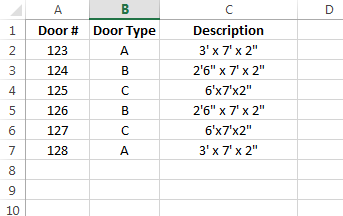 A B C D
1 Door # Door Type Description
2 123 A 3' x 7' x 2"
3 124 B 2'6" x 7' x 2"
4 125 C 6'x7'x2"
5 126 B 2'6" x 7' x 2"
6 127 C 6'x7'x2"
7 128 A 3' x 7' x 2"
8
9
10